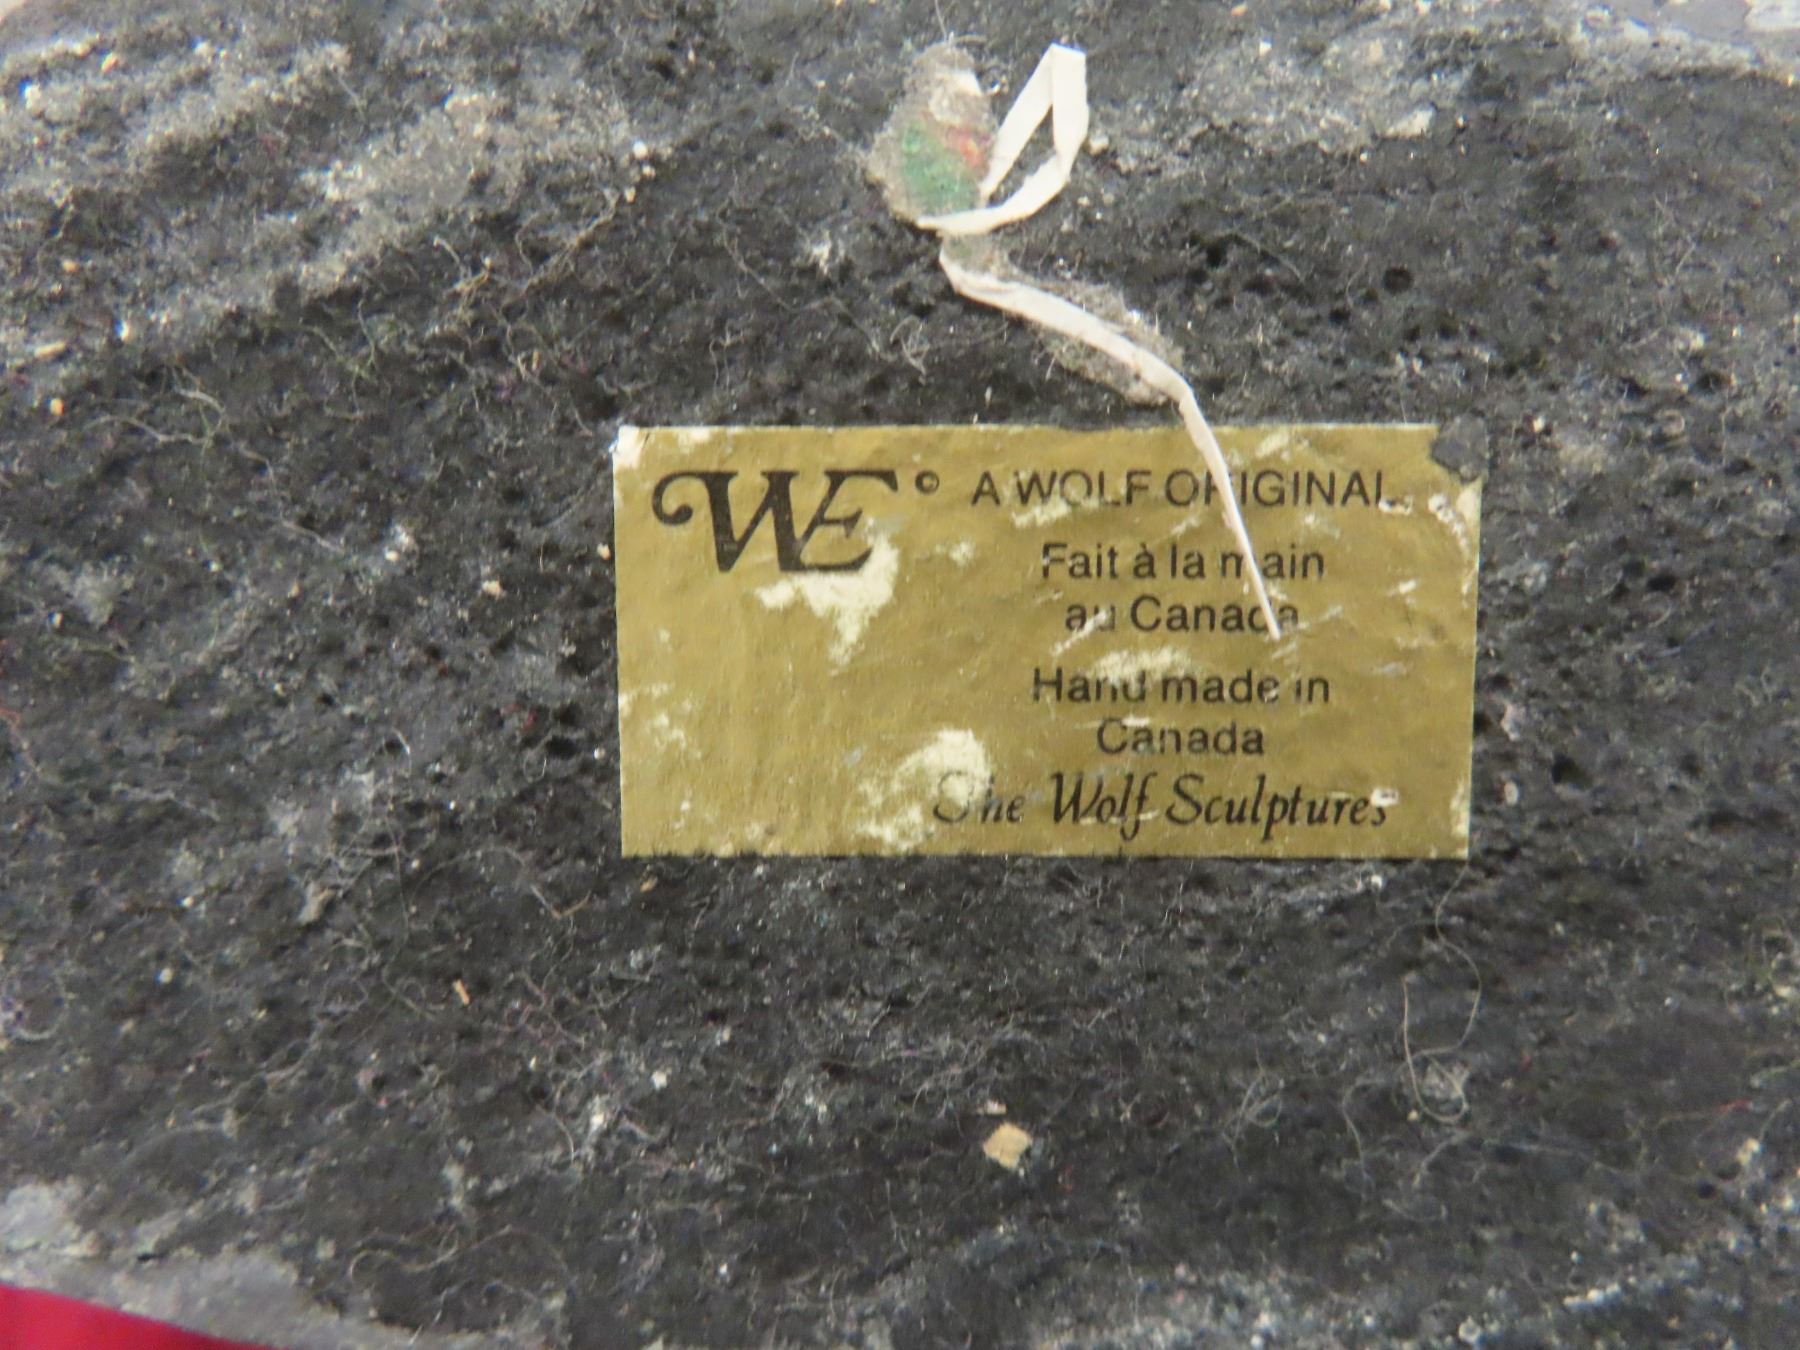 WE © A WOLF ORIGINAL
Fait à la main
au Canada
Hand made in
Canada
The Wolf Sculptures